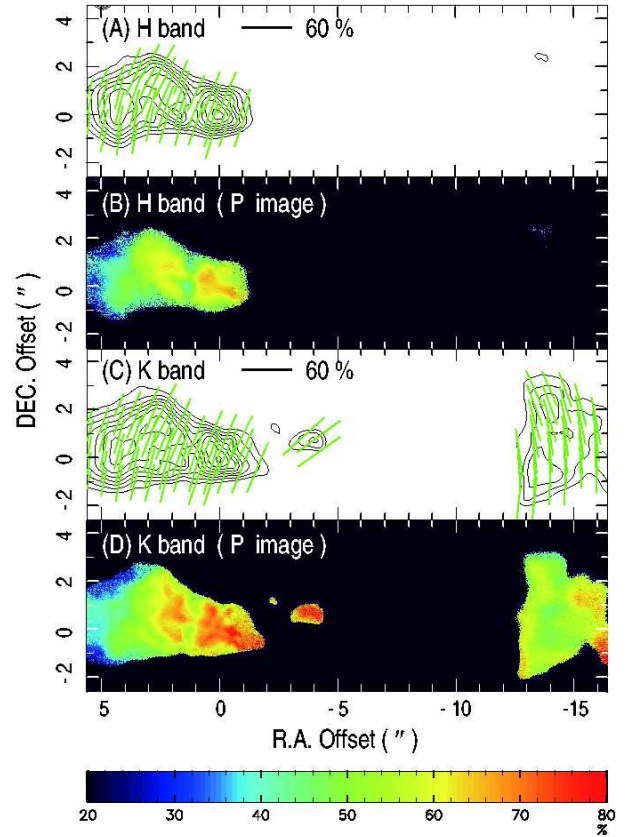 (A) H band 60 %
4
2
0
-2
(B) H band ( P image )
4
2
0
-2
(C) K band 60 %
4
2
0
-2
(D) K band ( P image )
4
2
0
-2
DEC. Offset ( ″ )
5 0 -5 -10 -15
R.A. Offset ( ″ )
20 30 40 50 60 70 80
%